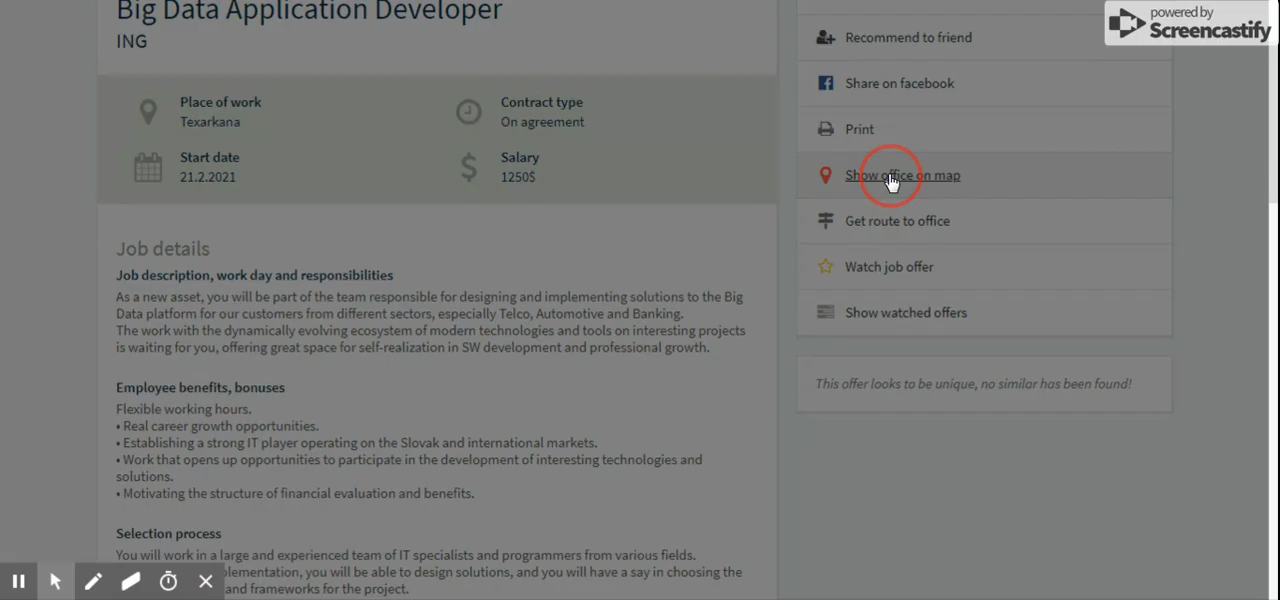 Big Data Application Developer
ING
Place of work
Texarkana
Contract type
On agreement
Start date
21.2.2021
Salary
1250$
Job details
Job description, work day and responsibilities
As a new asset, you will be part of the team responsible for designing and implementing solutions to the Big
Data platform for our customers from different sectors, especially Telco, Automotive and Banking.
The work with the dynamically evolving ecosystem of modern technologies and tools on interesting projects
is waiting for you, offering great space for self-realization in SW development and professional growth.
Employee benefits, bonuses
Flexible working hours.
• Real career growth opportunities.
• Establishing a strong IT player operating on the Slovak and international markets.
• Work that opens up opportunities to participate in the development of interesting technologies and
solutions.
• Motivating the structure of financial evaluation and benefits.
Selection process
You will work in a large and experienced team of IT specialists and programmers from various fields.
lementation, you will be able to design solutions, and you will have a say in choosing the
and frameworks for the project.
powered by
Screencastify
Recommend to friend
Share on facebook
Print
Show office on map
Get route to office
Watch job offer
Show watched offers
This offer looks to be unique, no similar has been found!